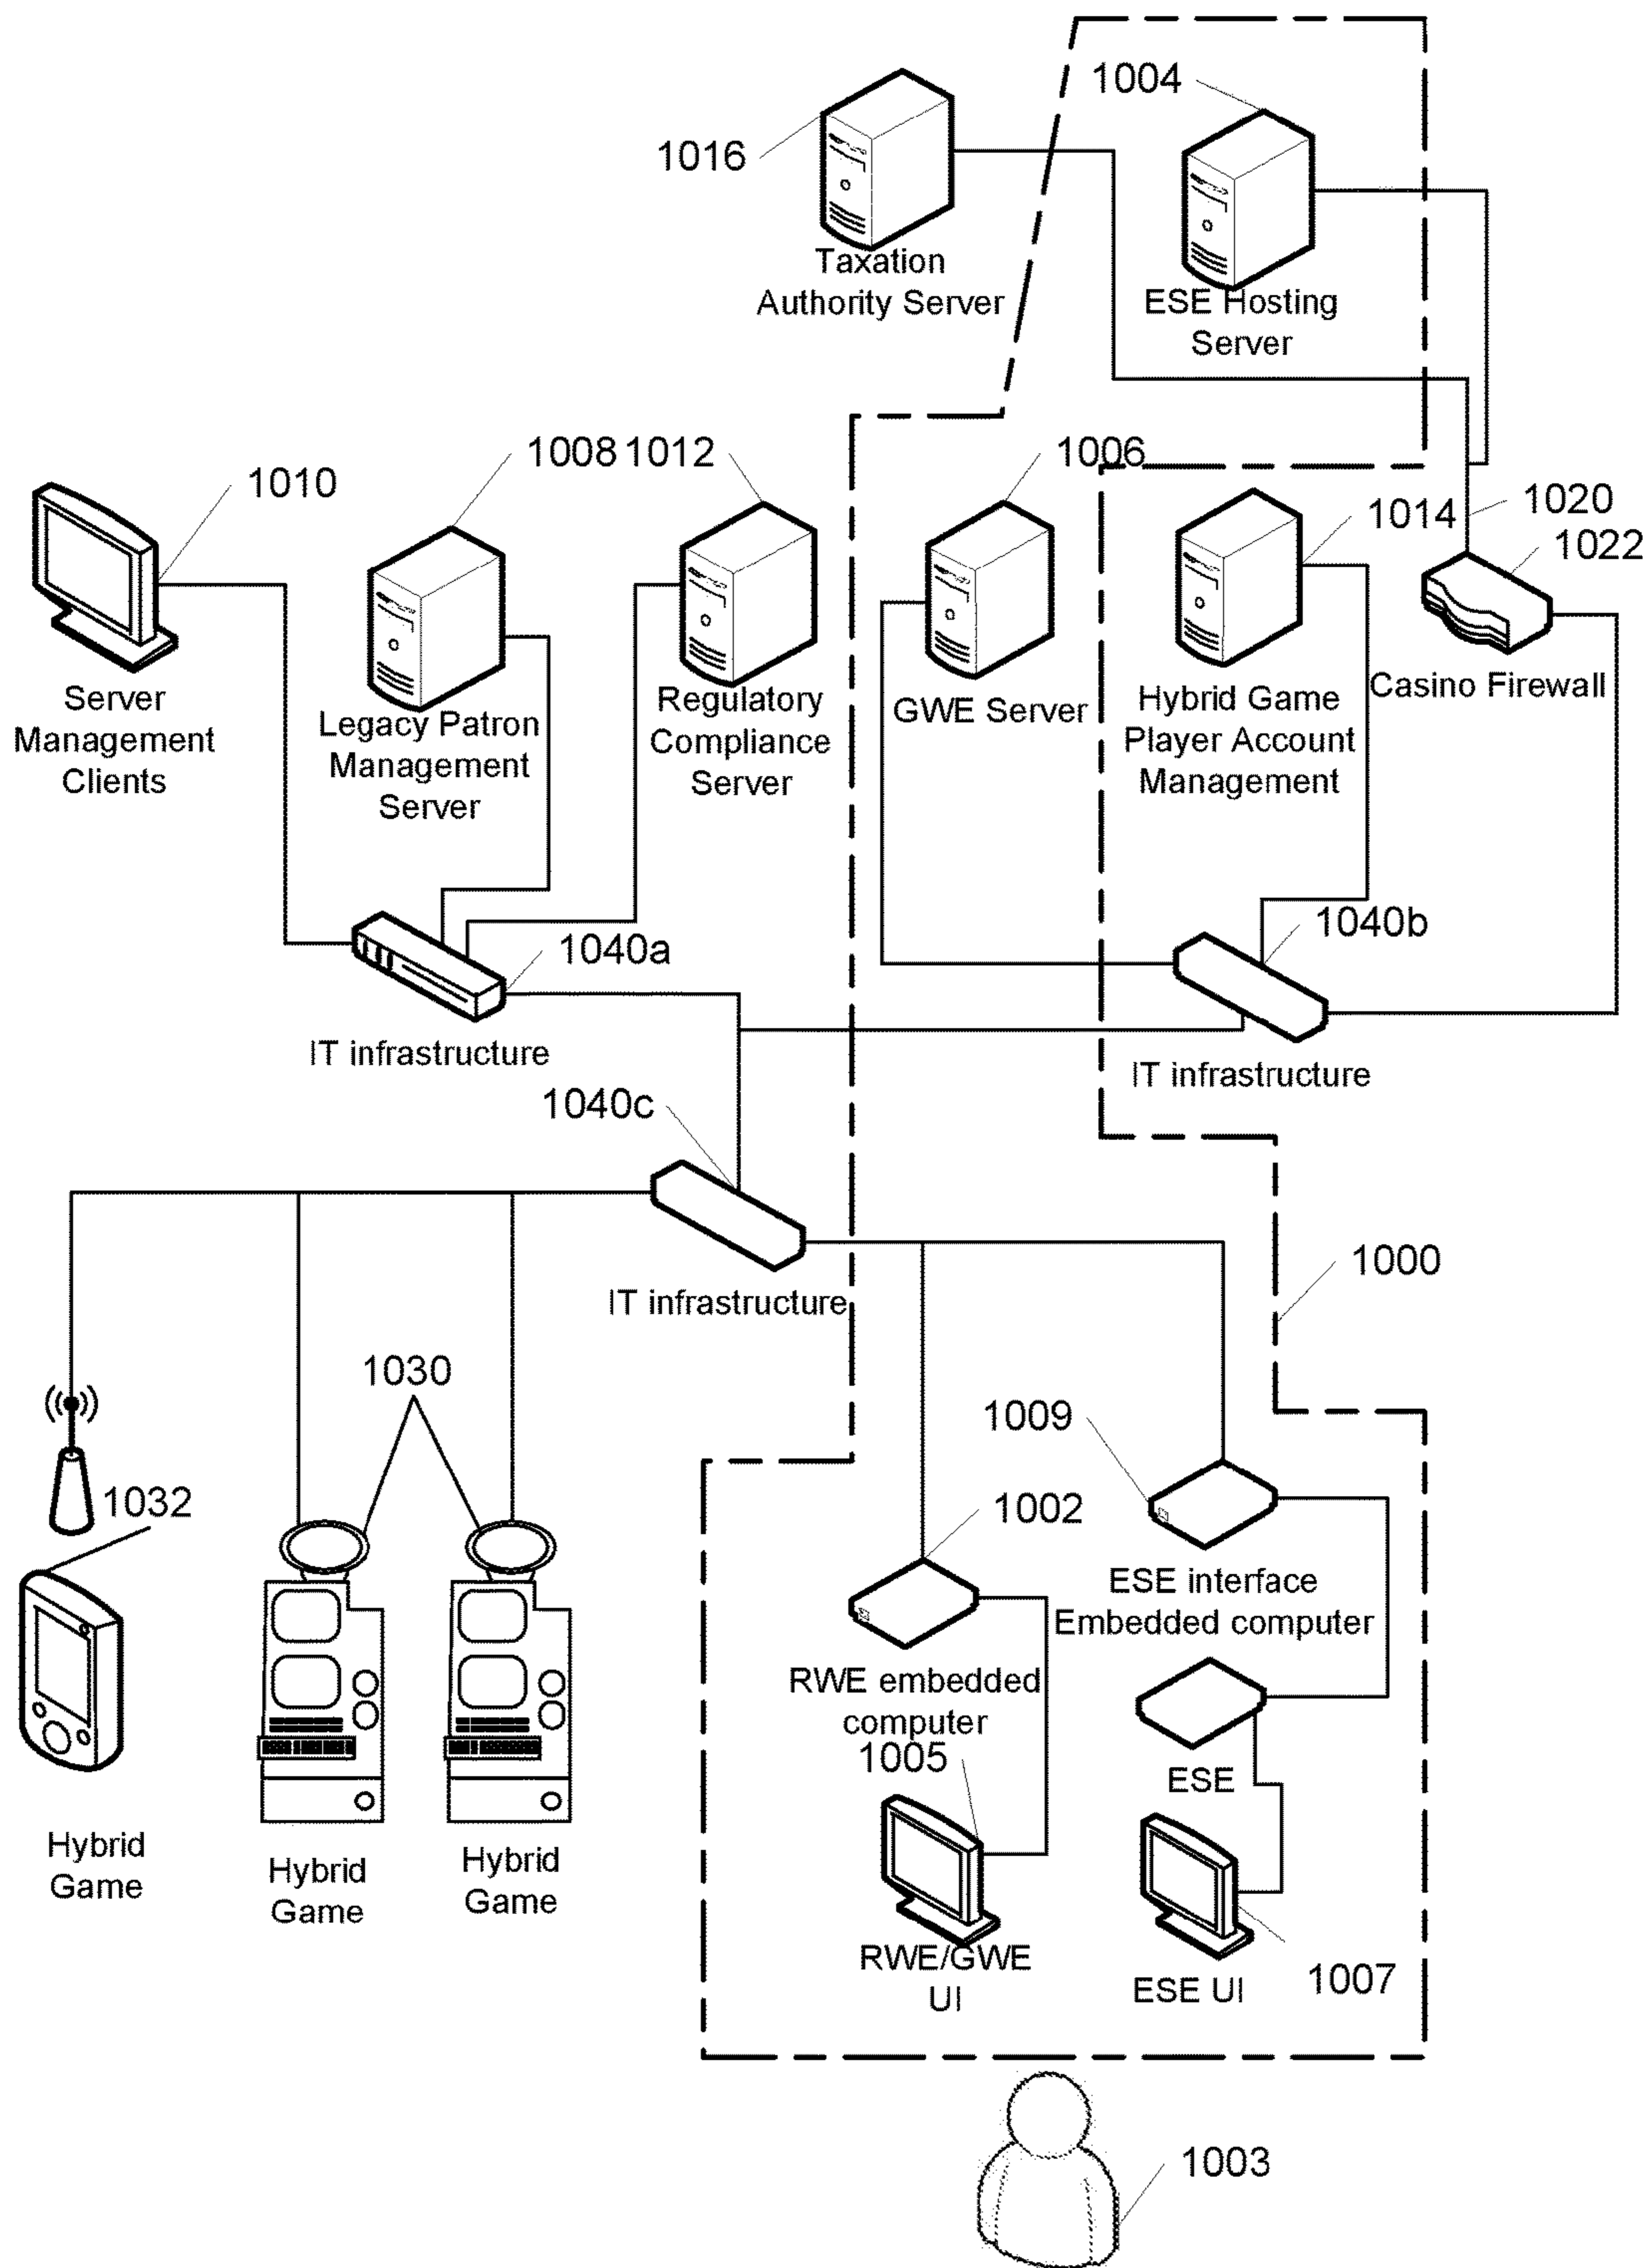 1004
1016
Taxation
Authority Server
ESE Hosting
Server
1010
1008
1012
1006
1014
1020
1022
Server
Management
Clients
Legacy Patron
Management
Server
Regulatory
Compliance
Server
GWE Server
Hybrid Game
Player Account
Management
Casino Firewall
1040a
1040b
IT infrastructure
IT infrastructure
1040c
1000
IT infrastructure
1030
1009
1032
1002
ESE interface
Embedded computer
RWE embedded
computer
1005
ESE
Hybrid
Game
Hybrid
Game
Hybrid
Game
RWE/GWE
UI
ESE UI
1007
1003